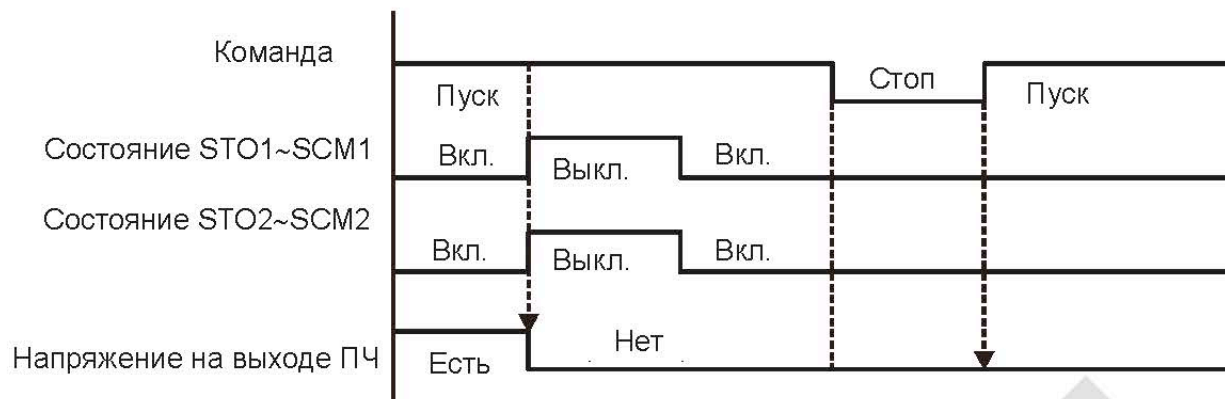 Команда
Пуск
Стоп
Пуск
Состояние STO1~SCM1
Вкл.
Выкл.
Вкл.
Состояние STO2~SCM2
Вкл.
Выкл.
Вкл.
Напряжение на выходе ПЧ
Есть
Нет